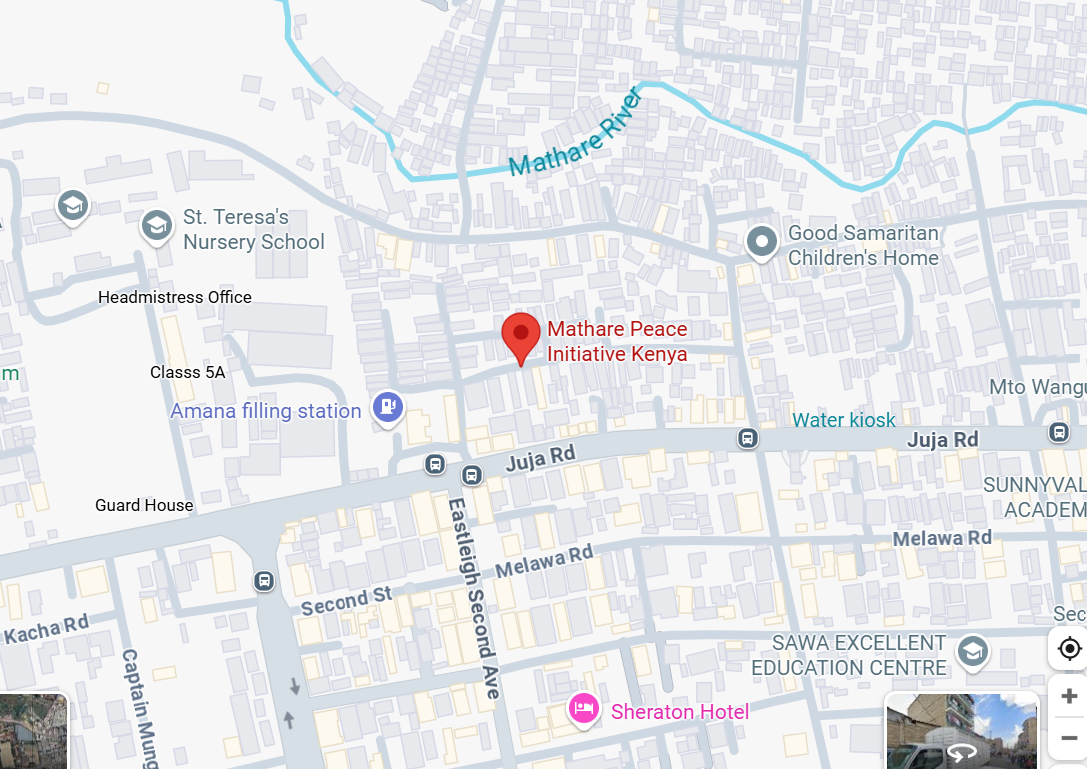 Mathare River
St. Teresa's
Nursery School
Good Samaritan
Children's Home
Headmistress Office
Mathare Peace
Initiative Kenya
Classs 5A
m
Mto Wangu
Amana filling station
Water kiosk
Juja Rd
Juja Rd
SUNNYVAL
ACADEM
Guard House
Eastleigh Second Ave
Melawa Rd
Melawa Rd
Second St
Kacha Rd
Sec
SAWA EXCELLENT
EDUCATION CENTRE
Captain Mung
Sheraton Hotel